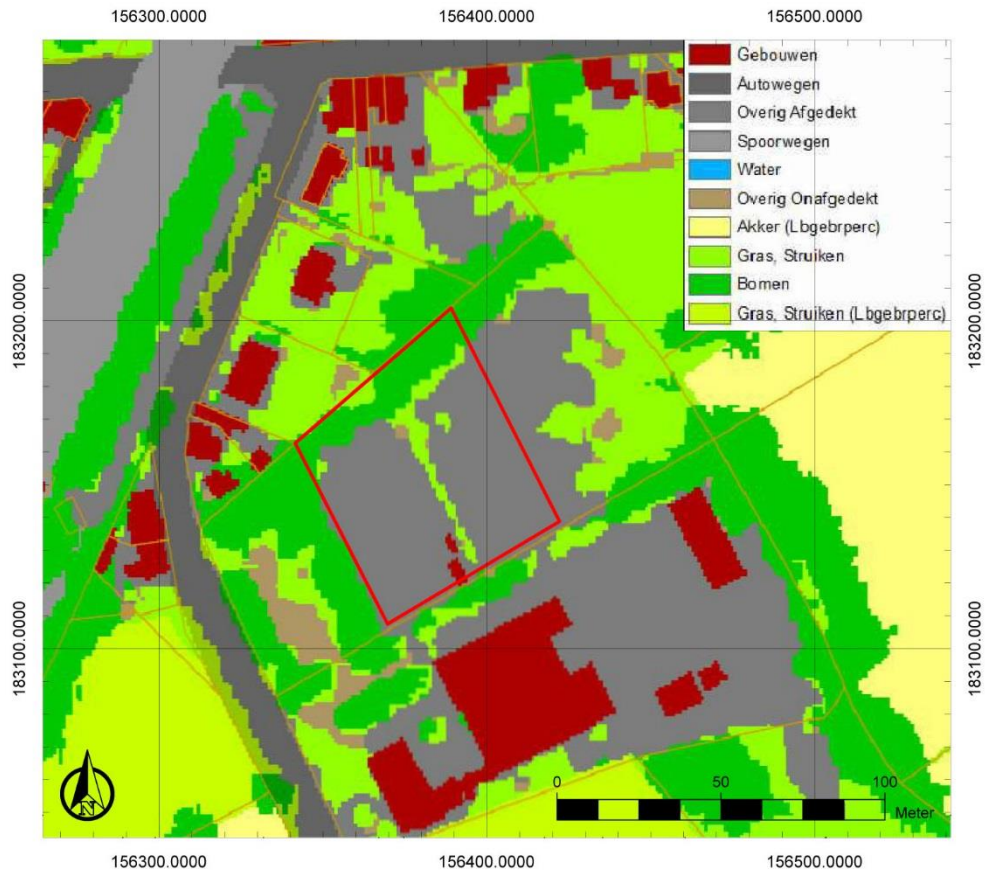 156300.0000 156400.0000 156500.0000
Gebouwen
Autowegen
Overig Afgedekt
Spoorwegen
Water
Overig Onafgedekt
Akker (Lbgebrperc)
Gras, Struiken
Bomen
Gras, Struiken (Lbgebrperc)
183200.0000 183200.0000
183100.0000 183100.0000
N
0 50 100
Meter
156300.0000 156400.0000 156500.0000